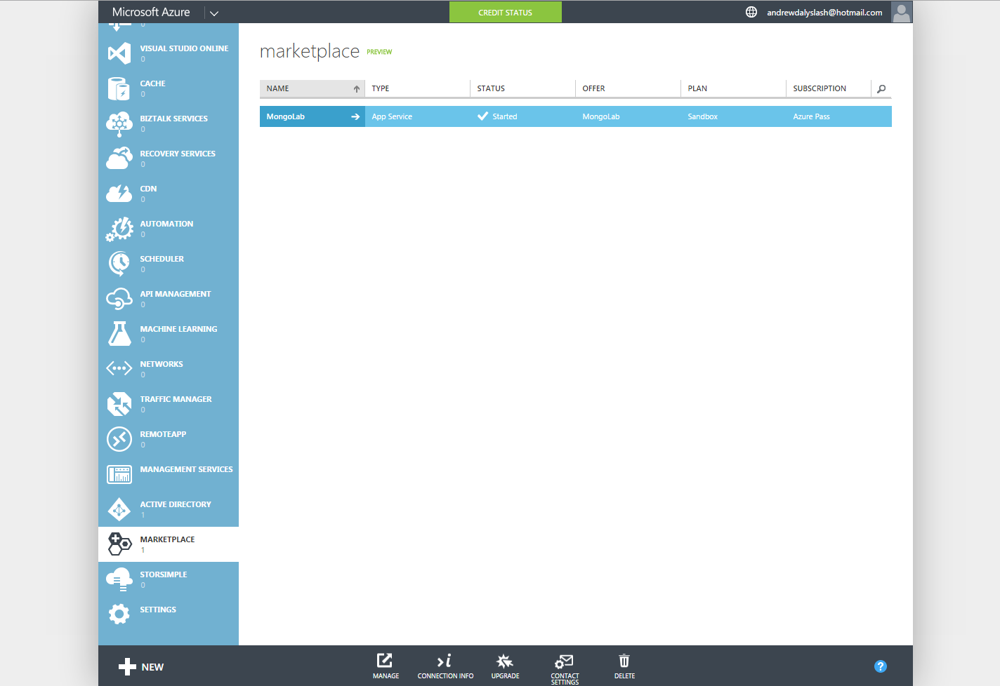 Microsoft Azure
CREDIT STATUS
andrewdalyslash@hotmail.com
0
VISUAL STUDIO ONLINE
0
CACHE
0
BIZTALK SERVICES
0
RECOVERY SERVICES
0
CDN
0
AUTOMATION
0
SCHEDULER
0
API MANAGEMENT
0
MACHINE LEARNING
0
NETWORKS
0
TRAFFIC MANAGER
0
REMOTEAPP
0
MANAGEMENT SERVICES
ACTIVE DIRECTORY
1
MARKETPLACE
1
STORSIMPLE
0
SETTINGS
marketplace PREVIEW
NAME TYPE STATUS OFFER PLAN SUBSCRIPTION
MongoLab App Service Started MongoLab Sandbox Azure Pass
NEW
MANAGE
CONNECTION INFO
UPGRADE
CONTACT
SETTINGS
DELETE
?